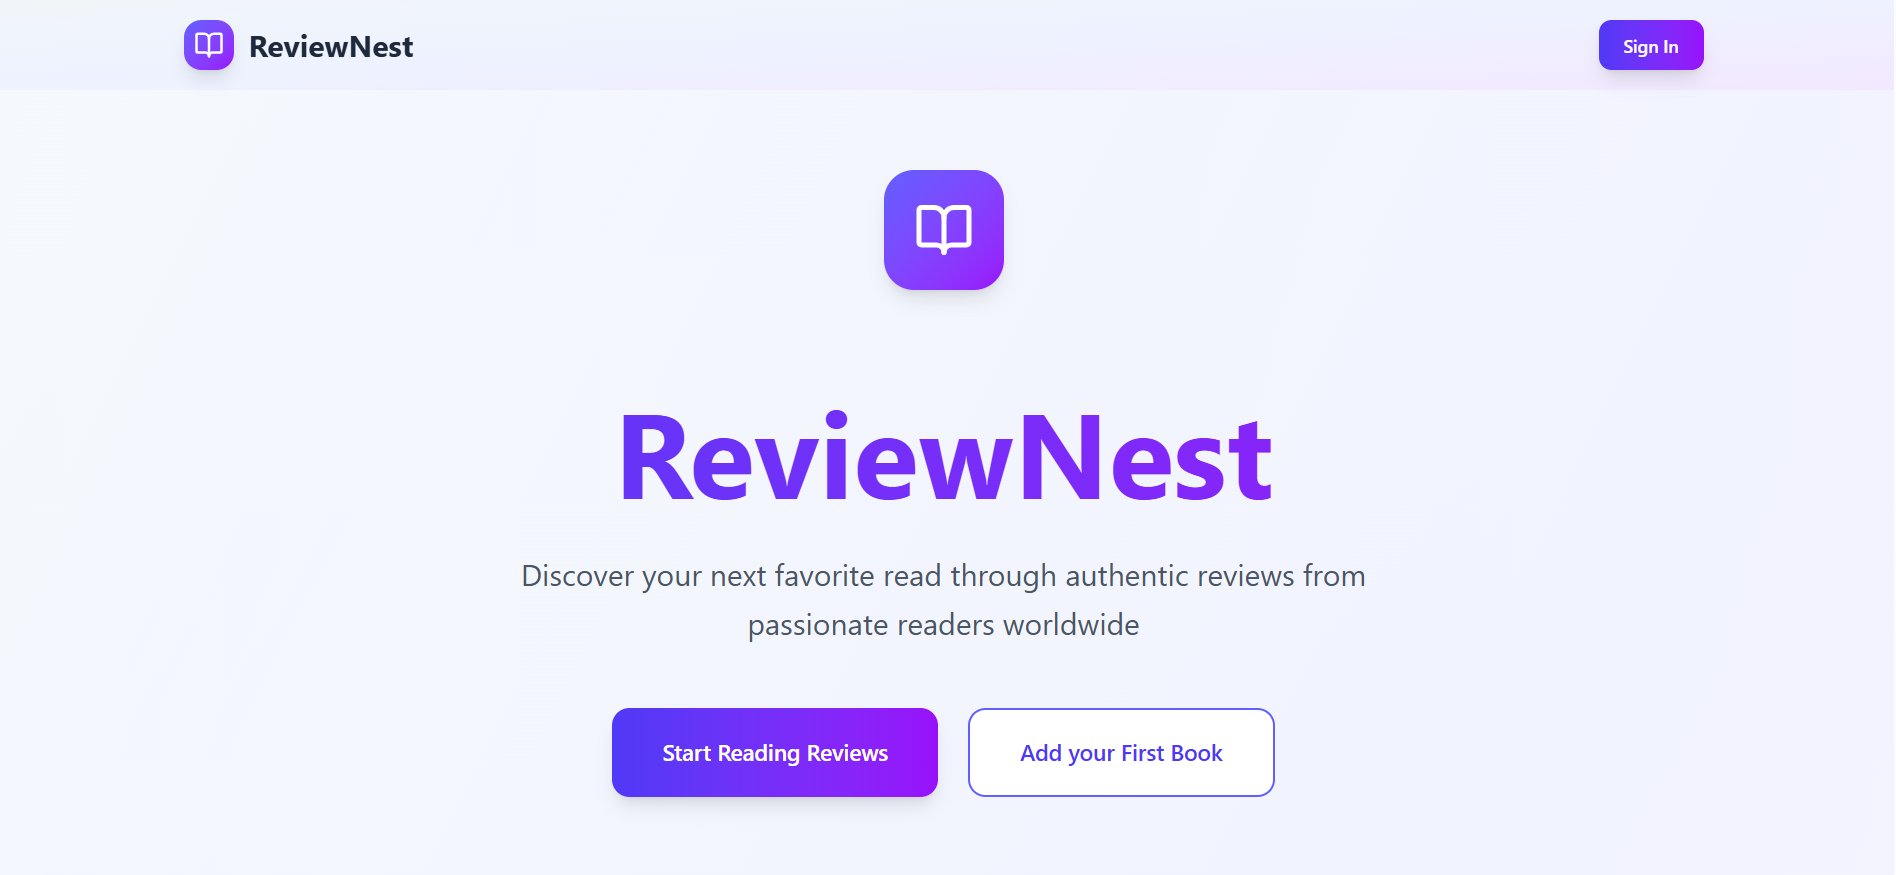 ReviewNest
Sign In
ReviewNest
Discover your next favorite read through authentic reviews from
passionate readers worldwide
Start Reading Reviews
Add your First Book